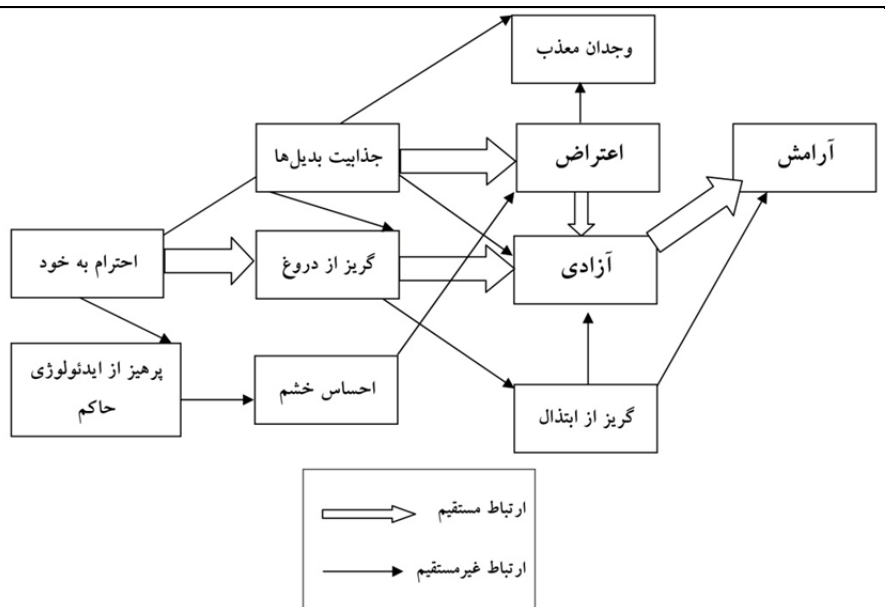 وجدان معذب
جذابیت بدیل‌ها
اعتراض
آرامش
احترام به خود
گریز از دروغ
آزادی
پرهیز از ایدئولوژی
حاکم
احساس خشم
گریز از ابتذال
ارتباط مستقیم
ارتباط غیرمستقیم